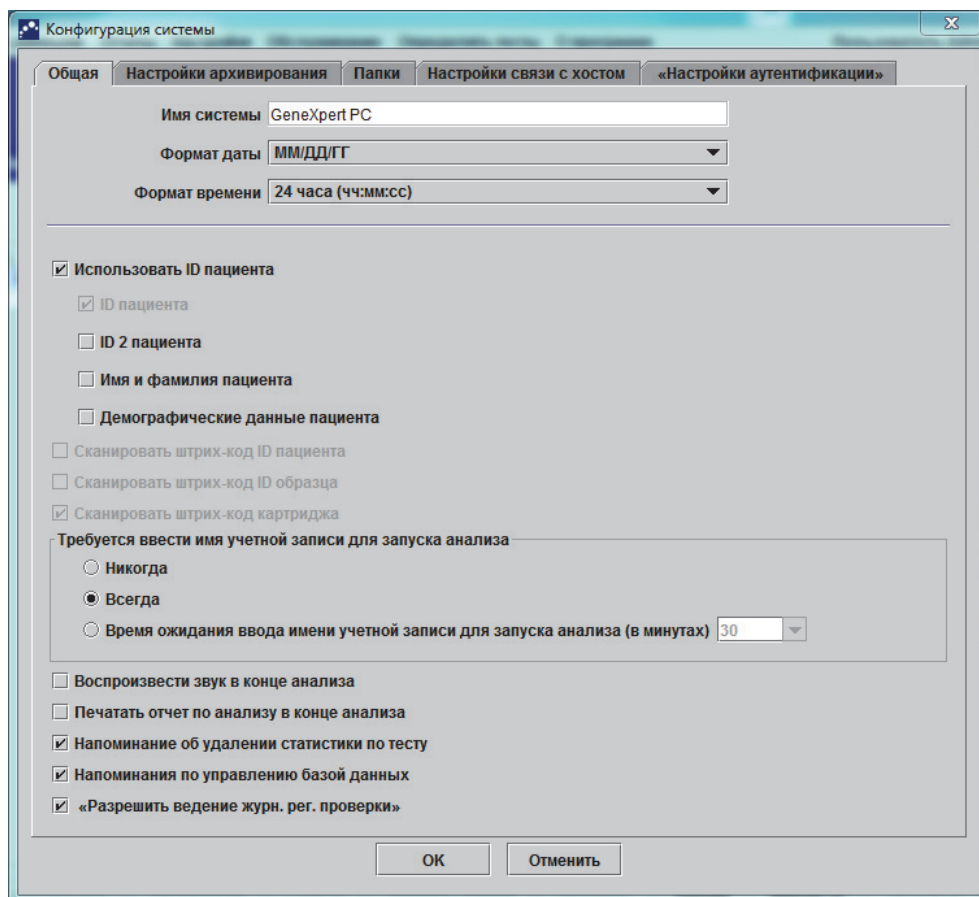 Конфигурация системы
Общая Настройки архивирования Папки Настройки связи с хостом «Настройки аутентификации»
Имя системы GeneXpert PC
Формат даты ММ/ДД/ГГ
Формат времени 24 часа (чч:мм:сс)
Использовать ID пациента
ID пациента
ID 2 пациента
Имя и фамилия пациента
Демографические данные пациента
Сканировать штрих-код ID пациента
Сканировать штрих-код ID образца
Сканировать штрих-код картриджа
Требуется ввести имя учетной записи для запуска анализа
Никогда
Всегда
Время ожидания ввода имени учетной записи для запуска анализа (в минутах) 30
Воспроизвести звук в конце анализа
Печатать отчет по анализу в конце анализа
Напоминание об удалении статистики по тесту
Напоминания по управлению базой данных
«Разрешить ведение журн. рег. проверки»
OK Отменить